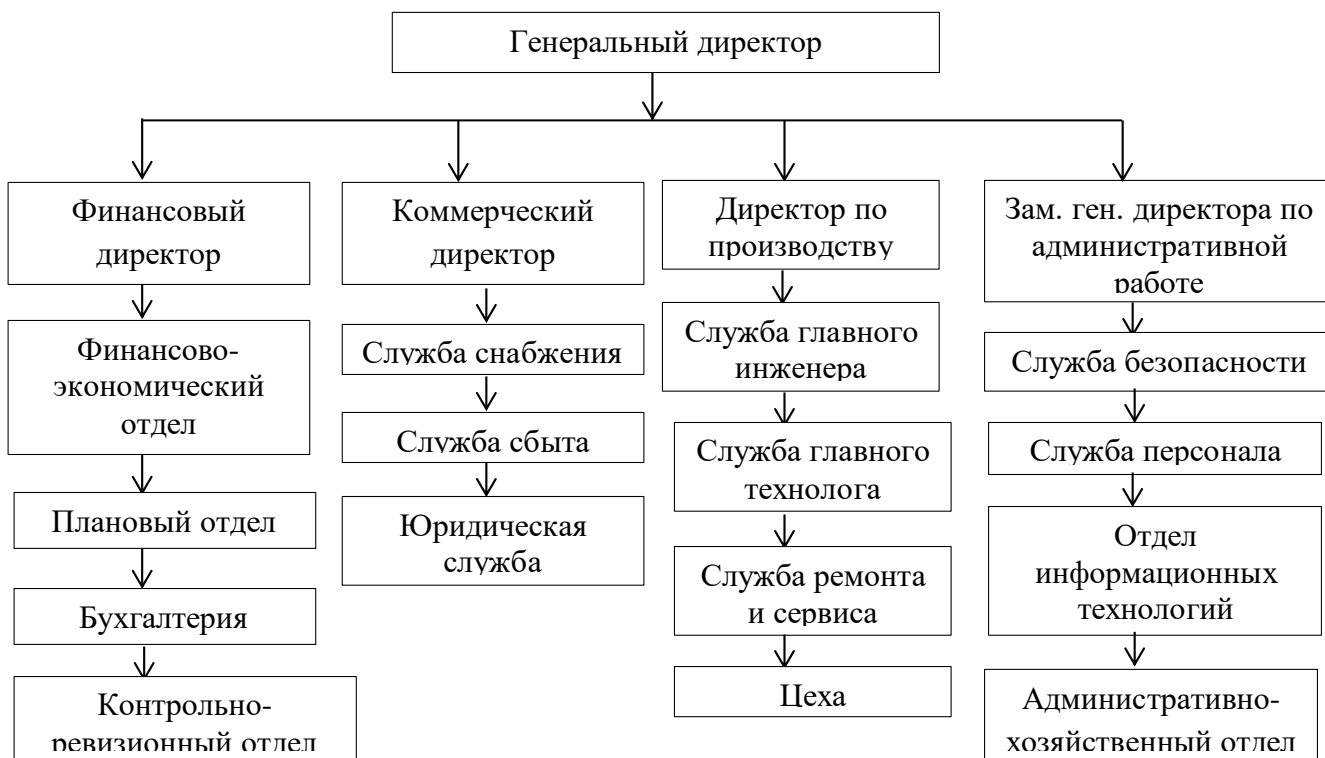 Генеральный директор
Финансовый
директор
Финансово-
экономический
отдел
Плановый отдел
Бухгалтерия
Контрольно-
ревизионный отдел
Коммерческий
директор
Служба снабжения
Служба сбыта
Юридическая
служба
Директор по
производству
Служба главного
инженера
Служба главного
технолога
Служба ремонта
и сервиса
Цеха
Зам. ген. директора по
административной
работе
Служба безопасности
Служба персонала
Отдел
информационных
технологий
Административно-
хозяйственный отдел